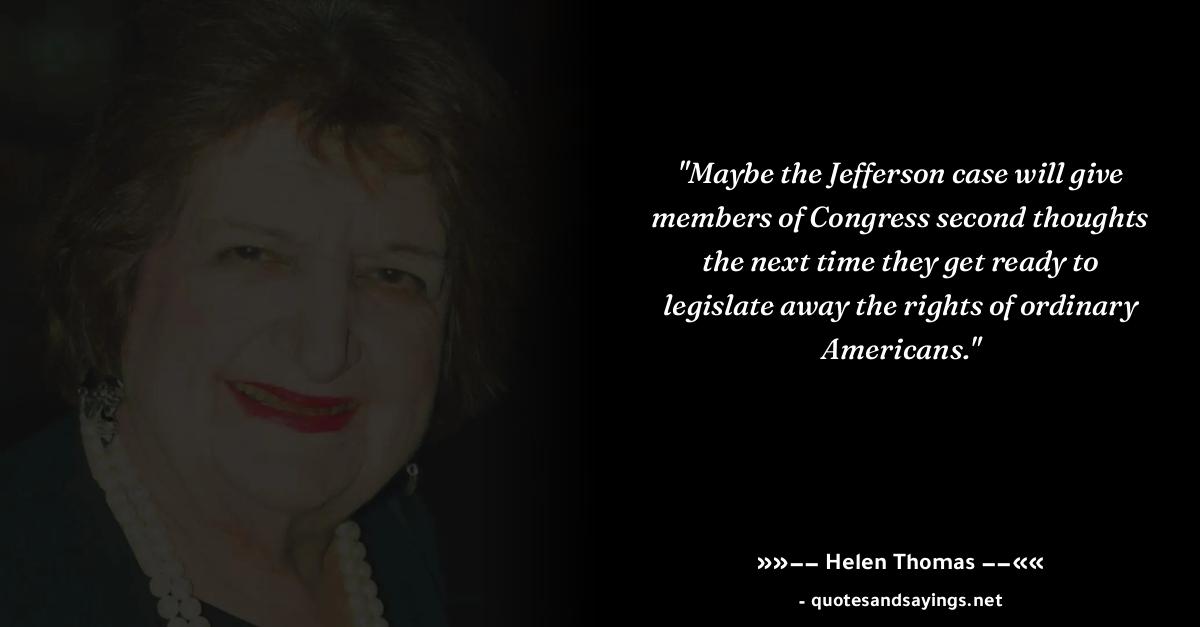 "Maybe the Jefferson case will give
members of Congress second thoughts
the next time they get ready to
legislate away the rights of ordinary
Americans."
»»−− Helen Thomas −−««
- quotesandsayings.net